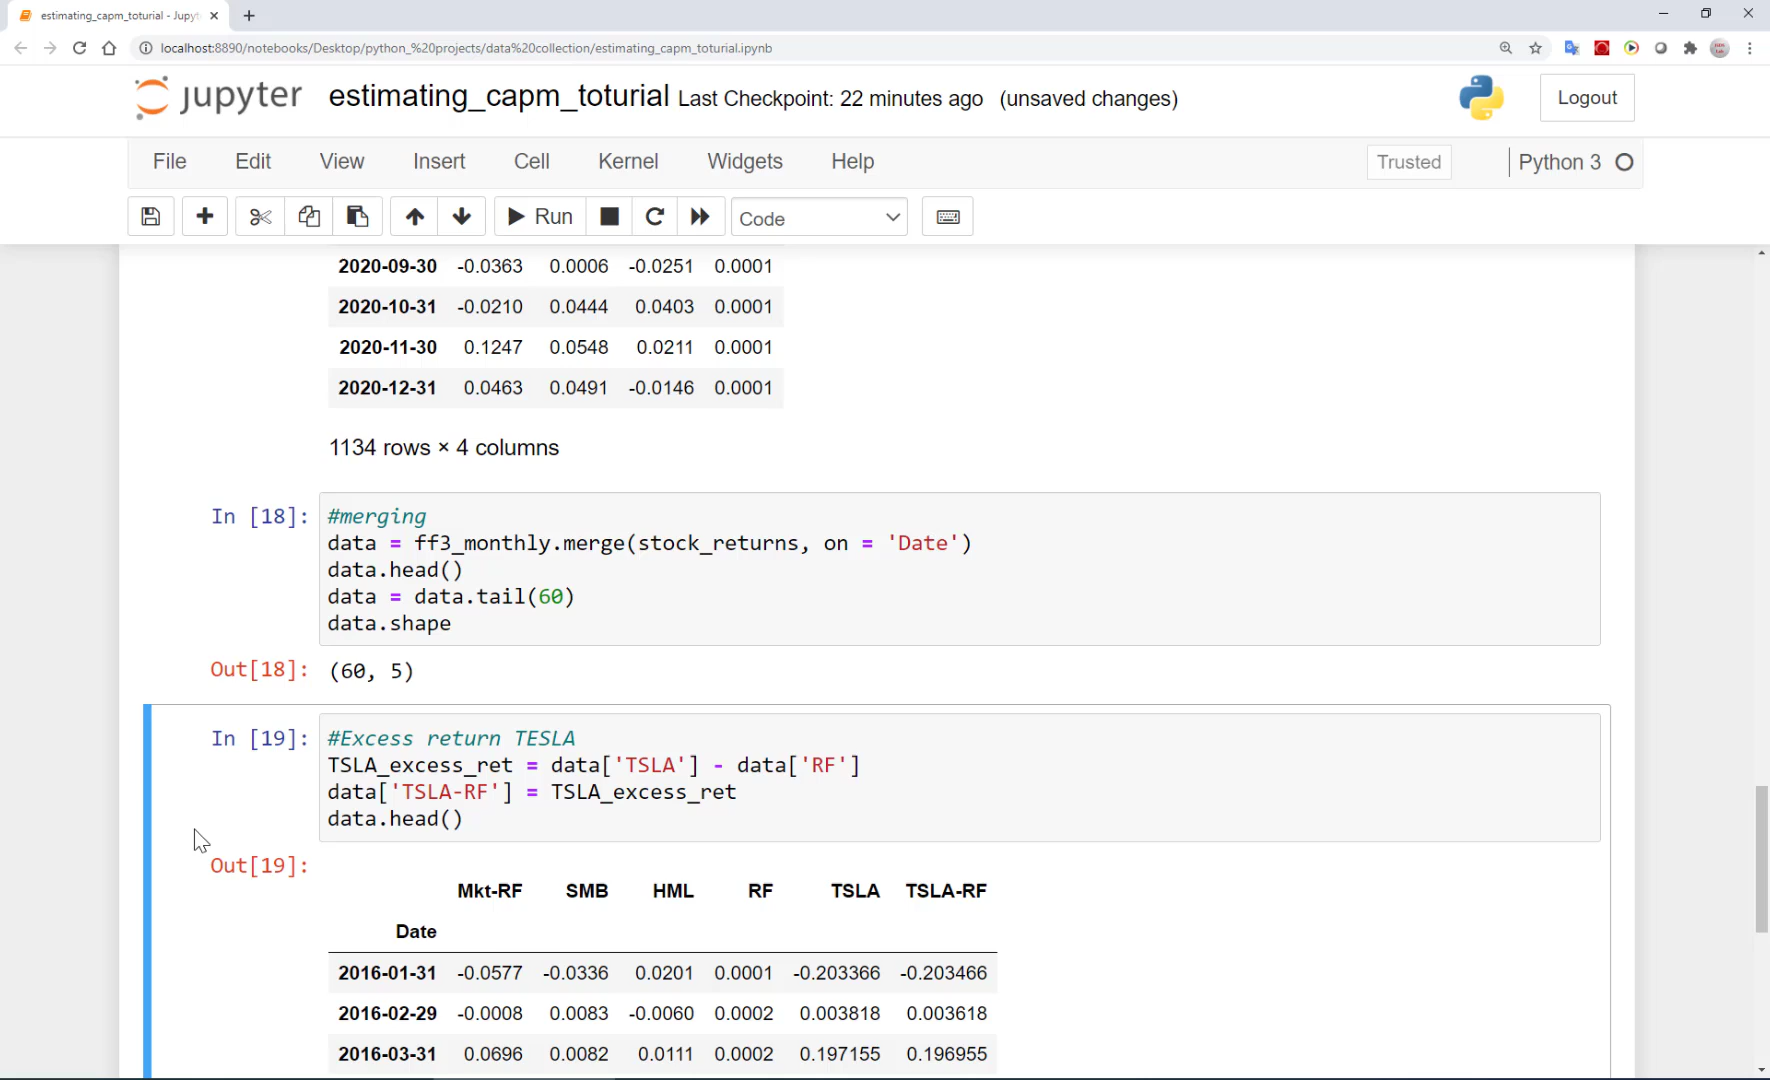 estimating_capm_toturial - Jupyt
localhost:8890/notebooks/Desktop/python_%20projects/data%20collection/estimating_capm_toturial.ipynb
jupyter estimating_capm_toturial Last Checkpoint: 22 minutes ago (unsaved changes) Logout
File Edit View Insert Cell Kernel Widgets Help Trusted Python 3
Run Code
2020-09-30 -0.0363 0.0006 -0.0251 0.0001
2020-10-31 -0.0210 0.0444 0.0403 0.0001
2020-11-30 0.1247 0.0548 0.0211 0.0001
2020-12-31 0.0463 0.0491 -0.0146 0.0001
1134 rows × 4 columns
In [18]: #merging
data = ff3_monthly.merge(stock_returns, on = 'Date')
data.head()
data = data.tail(60)
data.shape
Out[18]: (60, 5)
In [19]: #Excess return TESLA
TSLA_excess_ret = data['TSLA'] - data['RF']
data['TSLA-RF'] = TSLA_excess_ret
data.head()
Out[19]:
Mkt-RF SMB HML RF TSLA TSLA-RF
Date
2016-01-31 -0.0577 -0.0336 0.0201 0.0001 -0.203366 -0.203466
2016-02-29 -0.0008 0.0083 -0.0060 0.0002 0.003818 0.003618
2016-03-31 0.0696 0.0082 0.0111 0.0002 0.197155 0.196955